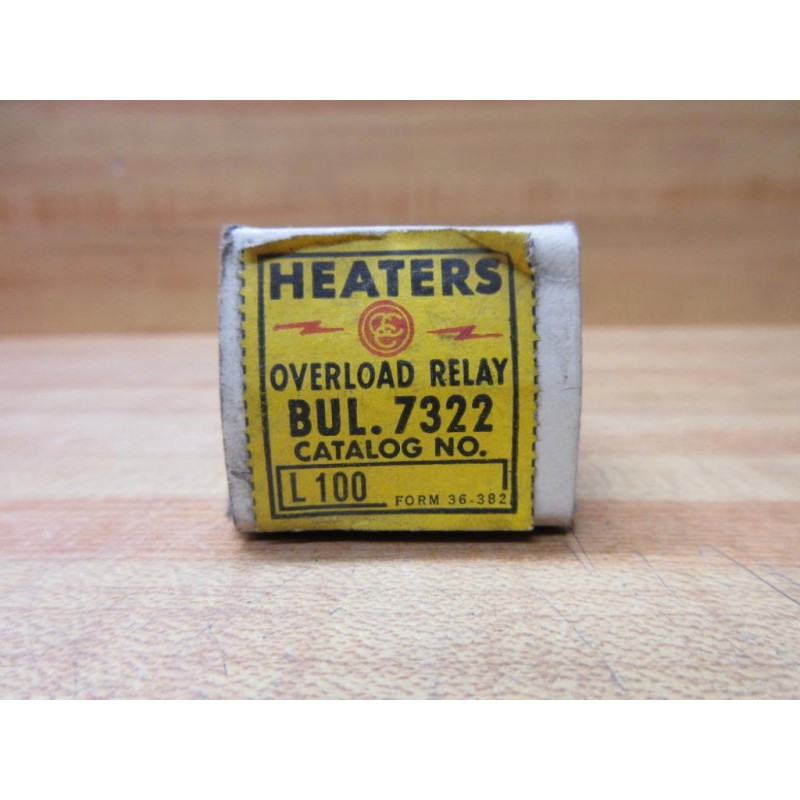 HEATERS
OVERLOAD RELAY
BUL. 7322
CATALOG NO.
L 100
FORM 36-382